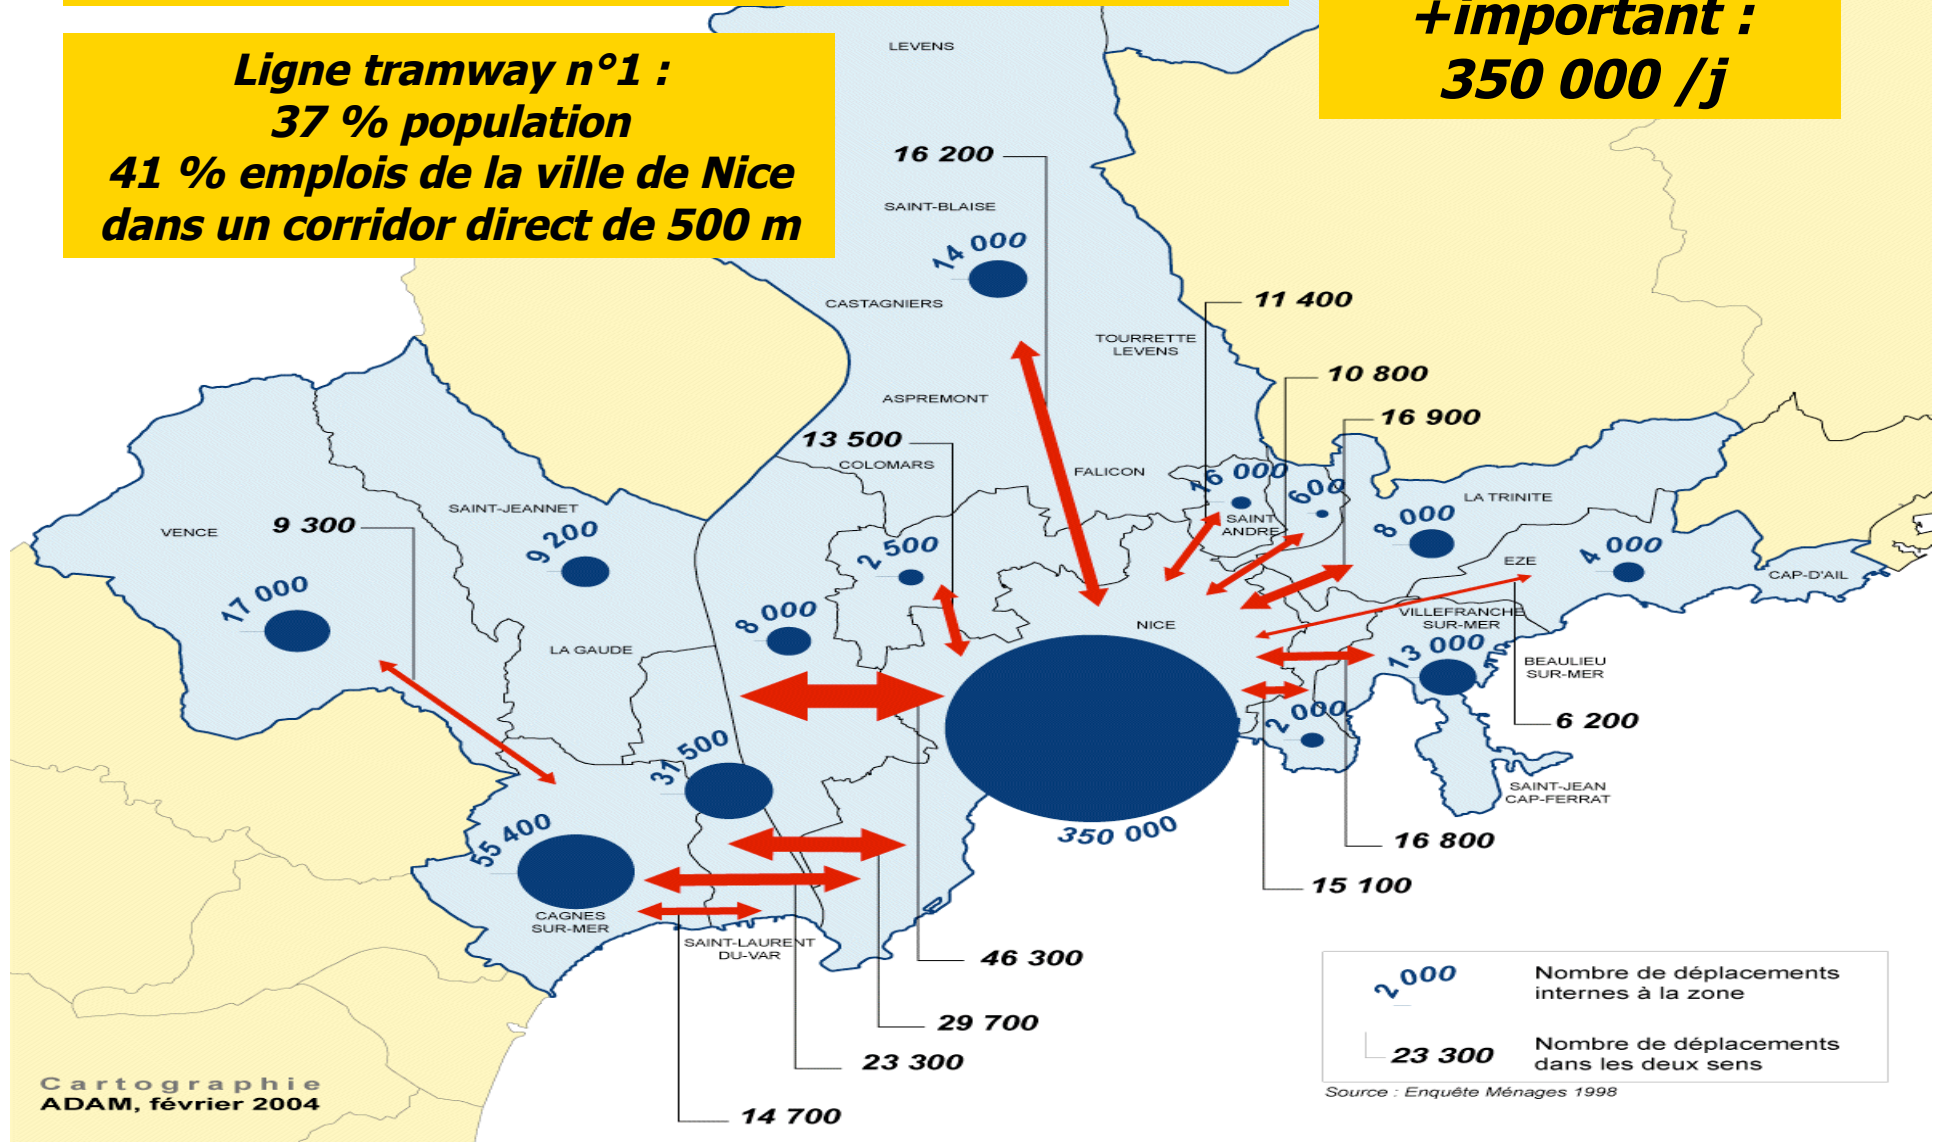 +important :
350 000 /j
Ligne tramway n°1 :
37 % population
41 % emplois de la ville de Nice
dans un corridor direct de 500 m
LEVENS
16 200
SAINT-BLAISE
14 000
CASTAGNIERS
11 400
TOURRETTE
LEVENS
10 800
ASPREMONT
16 900
13 500
COLOMARS
FALICON
16 000
600
LA TRINITE
SAINT-JEANNET
VENCE
9 300
9 200
SAINT
ANDRE
8 000
2 500
4 000
EZE
CAP-D'AIL
17 000
8 000
NICE
VILLEFRANCHE
SUR-MER
LA GAUDE
13 000
BEAULIEU
SUR-MER
2 000
6 200
31 500
SAINT-JEAN
CAP-FERRAT
55 400
350 000
16 800
15 100
CAGNES
SUR-MER
SAINT-LAURENT
DU-VAR
46 300
29 700
23 300
14 700
2 000
Nombre de déplacements
internes à la zone
23 300
Nombre de déplacements
dans les deux sens
Source : Enquête Ménages 1998
Cartographie
ADAM, février 2004